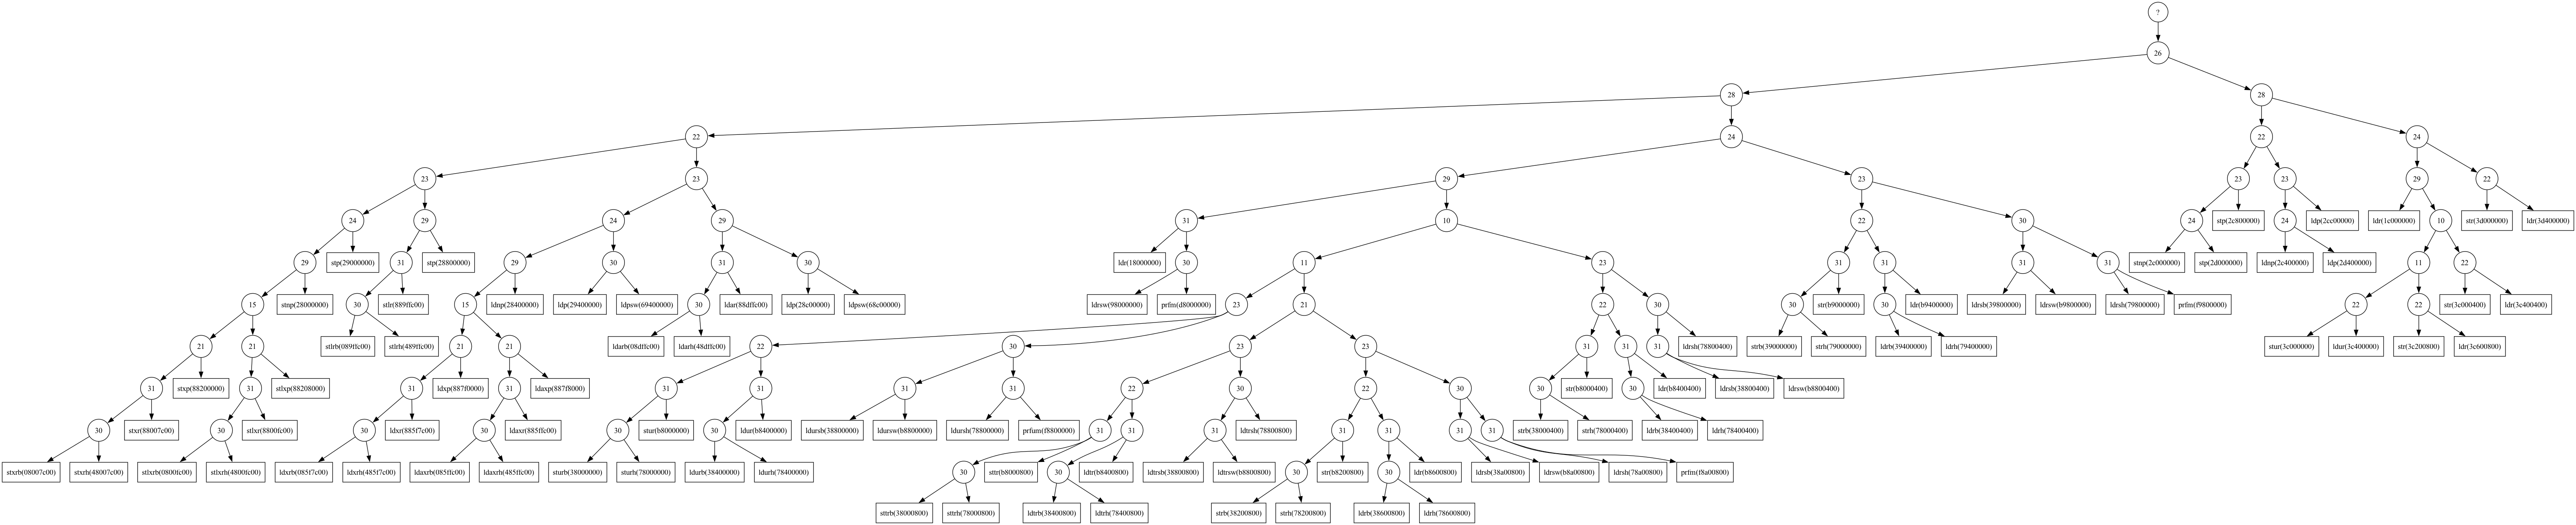 ?
26
28 28
22 24 22 24
23 23 29 23 23 23 29 22
24 29 24 29 31 10 22 30 24 stp(2c800000) 24 ldp(2cc00000) ldr(1c000000) 10 str(3d000000) ldr(3d400000)
29 stp(29000000) 31 stp(28800000) 29 30 31 30 ldr(18000000) 30 11 23 31 31 31 31 stnp(2c000000) stp(2d000000) ldnp(2c400000) ldp(2d400000) 11 22
15 stnp(28000000) 30 stlr(889ffc00) 15 ldnp(28400000) ldp(29400000) ldpsw(69400000) 30 ldar(88dffc00) ldp(28c00000) ldpsw(68c00000) ldrsw(98000000) prfm(d8000000) 23 21 22 30 30 str(b9000000) 30 ldr(b9400000) ldrsb(39800000) ldrsw(b9800000) ldrsh(79800000) prfm(f9800000) 22 22 str(3c000400) ldr(3c400400)
21 21 stlrb(089ffc00) stlrh(489ffc00) 21 21 ldarb(08dffc00) ldarh(48dffc00) 22 30 23 23 31 31 31 ldrsh(78800400) strb(39000000) strh(79000000) ldrb(39400000) ldrh(79400000) stur(3c000000) ldur(3c400000) str(3c200800) ldr(3c600800)
31 stxp(88200000) 31 stlxp(88208000) 31 ldxp(887f0000) 31 ldaxp(887f8000) 31 31 31 31 22 30 22 30 30 str(b8000400) 30 ldr(b8400400) ldrsb(38800400) ldrsw(b8800400)
30 stxr(88007c00) 30 stlxr(8800fc00) 30 ldxr(885f7c00) 30 ldaxr(885ffc00) 30 stur(b8000000) 30 ldur(b8400000) ldursb(38800000) ldursw(b8800000) ldursh(78800000) prfum(f8800000) 31 31 31 ldtrsh(78800800) 31 31 31 31 strb(38000400) strh(78000400) ldrb(38400400) ldrh(78400400)
stxrb(08007c00) stxrh(48007c00) stlxrb(0800fc00) stlxrh(4800fc00) ldxrb(085f7c00) ldxrh(485f7c00) ldaxrb(085ffc00) ldaxrh(485ffc00) sturb(38000000) sturh(78000000) ldurb(38400000) ldurh(78400000) 30 sttr(b8000800) 30 ldtr(b8400800) ldtrsb(38800800) ldtrsw(b8800800) 30 str(b8200800) 30 ldr(b8600800) ldrsb(38a00800) ldrsw(b8a00800) ldrsh(78a00800) prfm(f8a00800)
sttrb(38000800) sttrh(78000800) ldtrb(38400800) ldtrh(78400800) strb(38200800) strh(78200800) ldrb(38600800) ldrh(78600800)